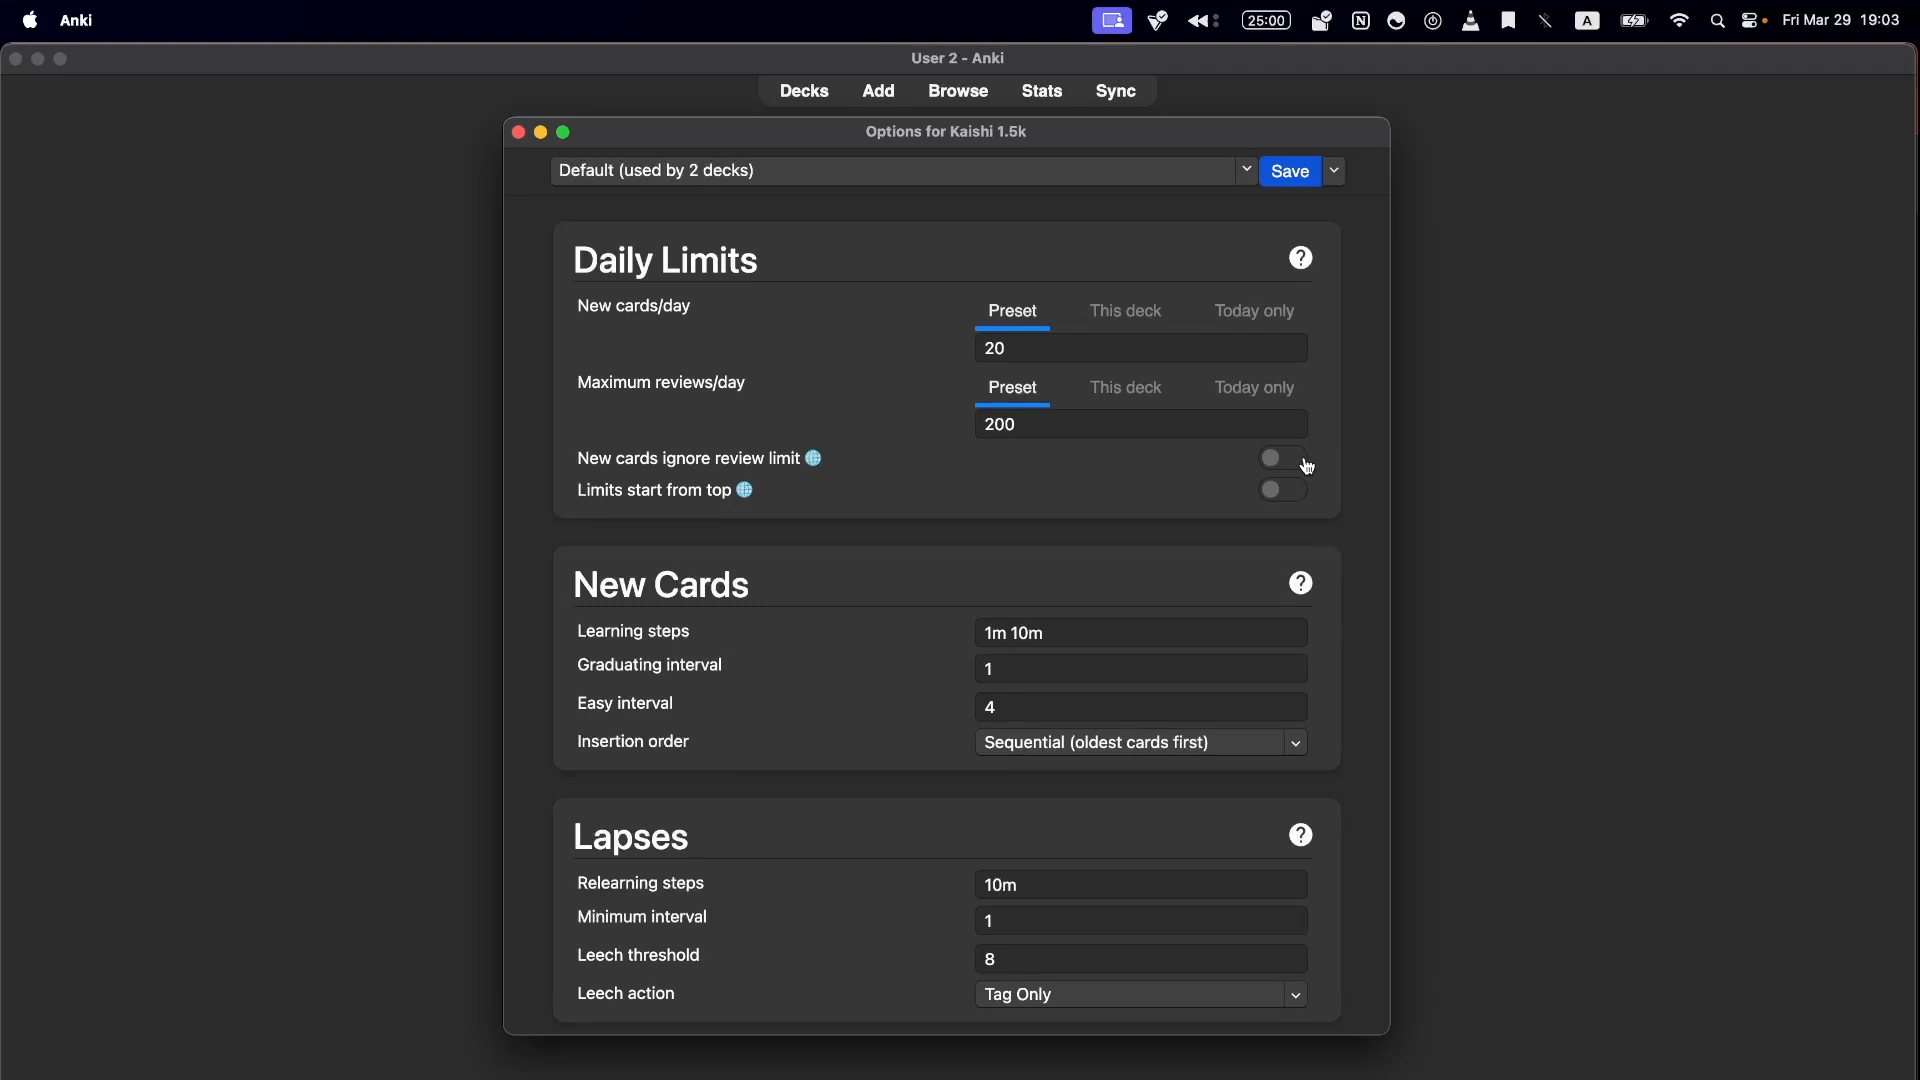 Anki
25:00
N
A
Fri Mar 29 19:03
User 2 - Anki
Decks Add Browse Stats Sync
Options for Kaishi 1.5k
Default (used by 2 decks)
Save
Daily Limits
?
New cards/day
Preset This deck Today only
20
Maximum reviews/day
Preset This deck Today only
200
New cards ignore review limit
Limits start from top
New Cards
?
Learning steps
1m 10m
Graduating interval
1
Easy interval
4
Insertion order
Sequential (oldest cards first)
Lapses
?
Relearning steps
10m
Minimum interval
1
Leech threshold
8
Leech action
Tag Only